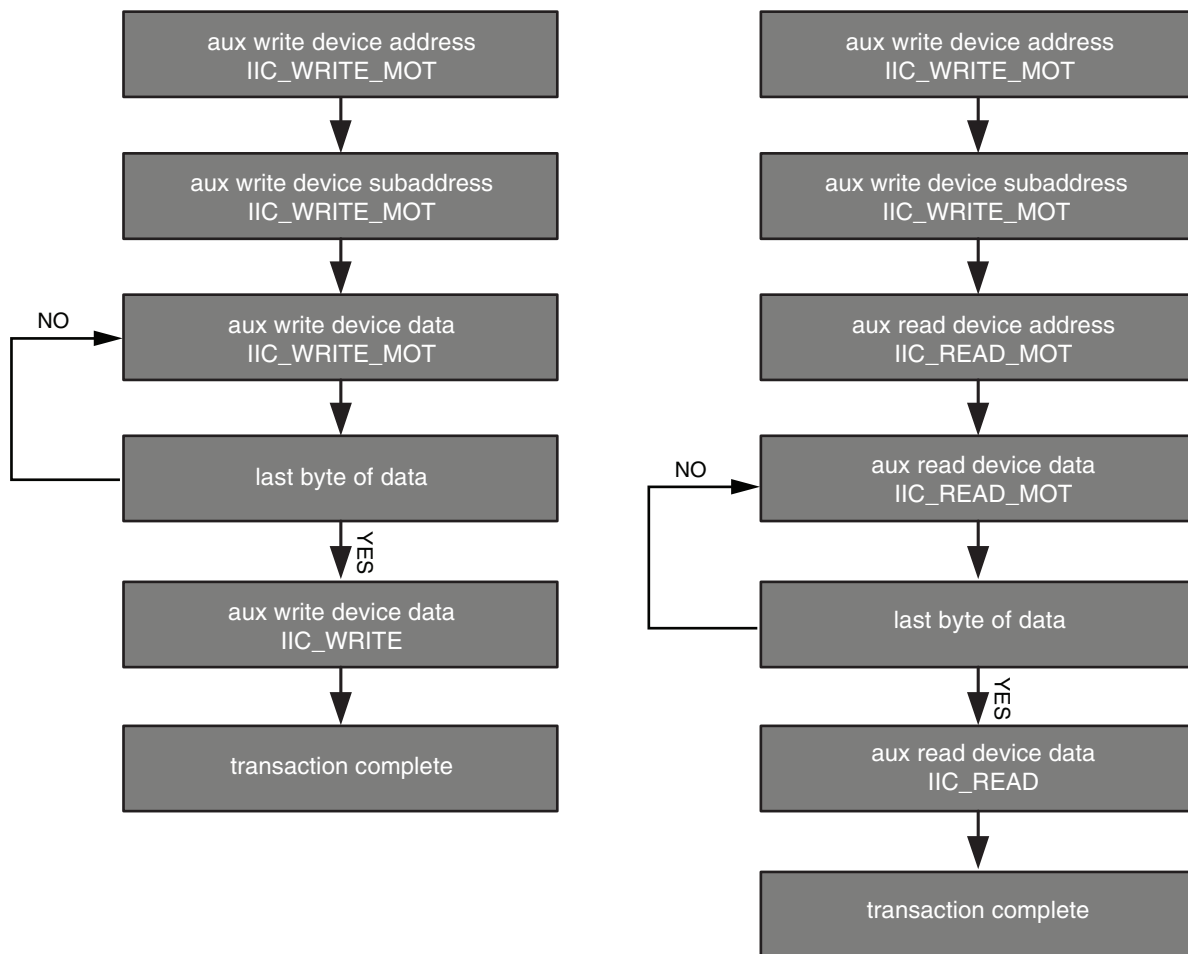 aux write device address
IIC_WRITE_MOT
aux write device subaddress
IIC_WRITE_MOT
NO
aux write device data
IIC_WRITE_MOT
last byte of data
YES
aux write device data
IIC_WRITE
transaction complete
aux write device address
IIC_WRITE_MOT
aux write device subaddress
IIC_WRITE_MOT
aux read device address
IIC_READ_MOT
NO
aux read device data
IIC_READ_MOT
last byte of data
YES
aux read device data
IIC_READ
transaction complete